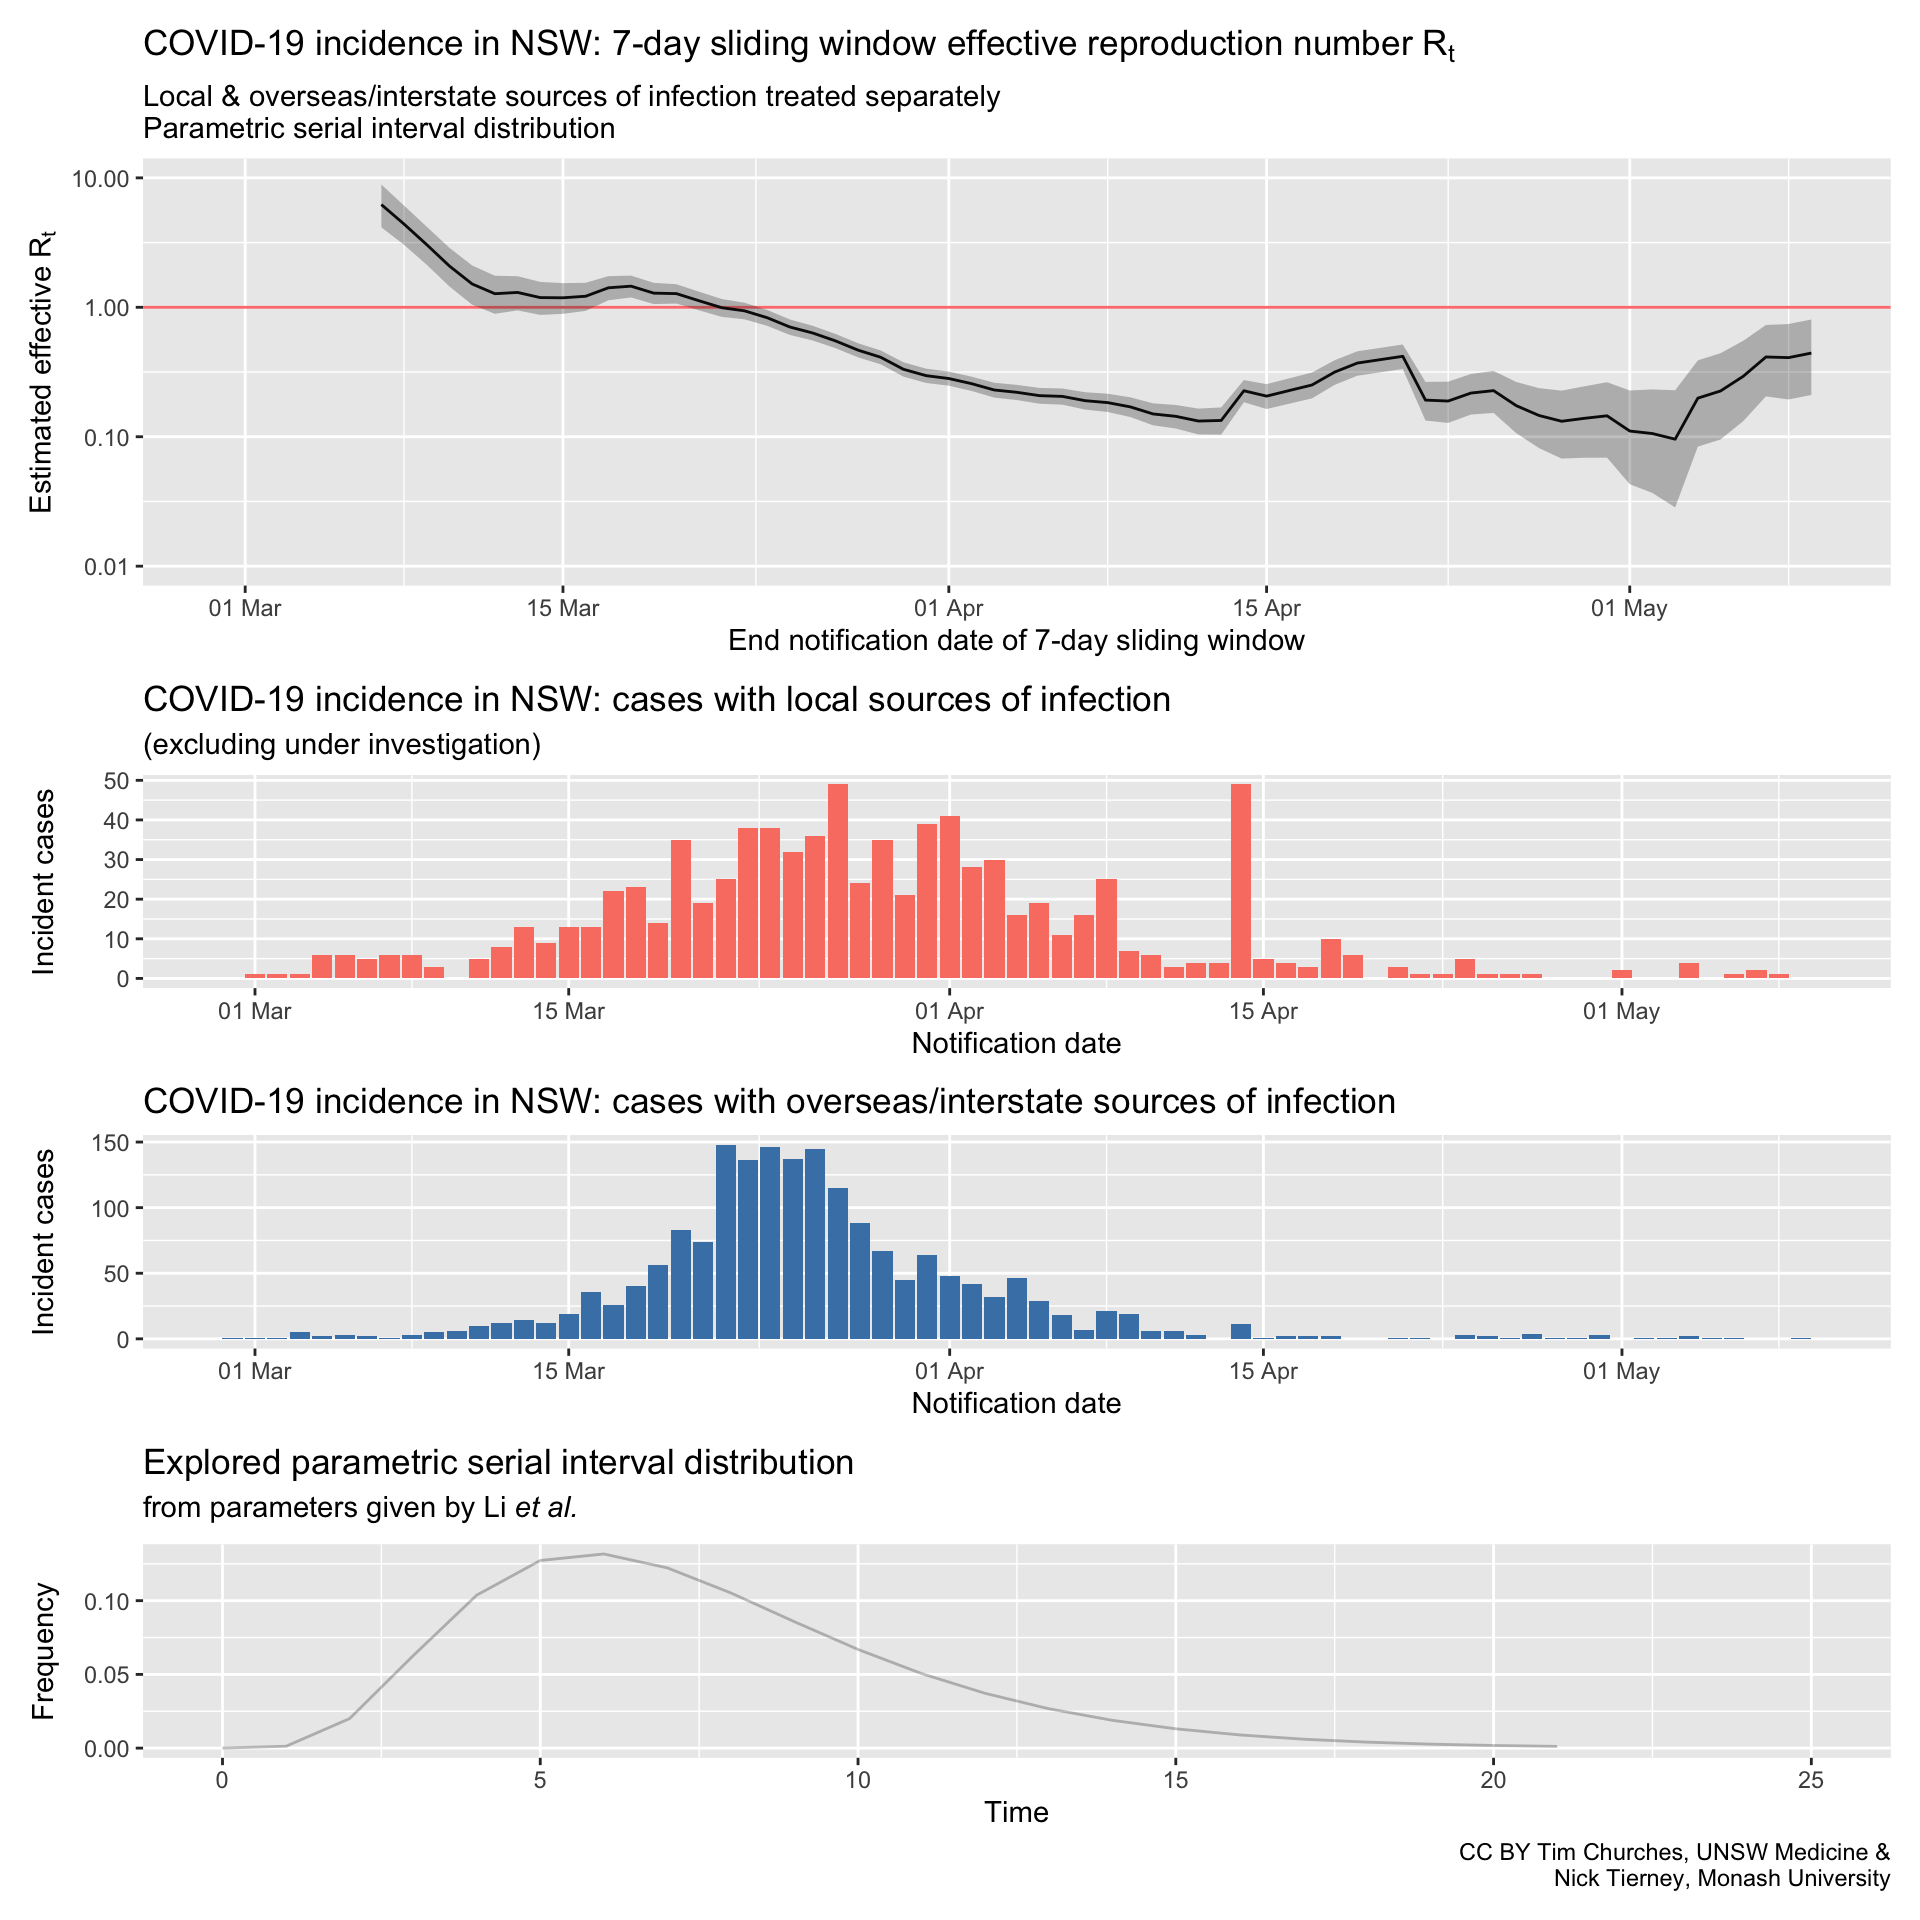 COVID-19 incidence in NSW: 7-day sliding window effective reproduction number Rt
Local & overseas/interstate sources of infection treated separately
Parametric serial interval distribution
Estimated effective Rt
10.00
1.00
0.10
0.01
01 Mar 15 Mar 01 Apr 15 Apr 01 May
End notification date of 7-day sliding window
COVID-19 incidence in NSW: cases with local sources of infection
(excluding under investigation)
Incident cases
50
40
30
20
10
0
01 Mar 15 Mar 01 Apr 15 Apr 01 May
Notification date
COVID-19 incidence in NSW: cases with overseas/interstate sources of infection
Incident cases
150
100
50
0
01 Mar 15 Mar 01 Apr 15 Apr 01 May
Notification date
Explored parametric serial interval distribution
from parameters given by Li et al.
Frequency
0.10
0.05
0.00
0 5 10 15 20 25
Time
CC BY Tim Churches, UNSW Medicine &
Nick Tierney, Monash University